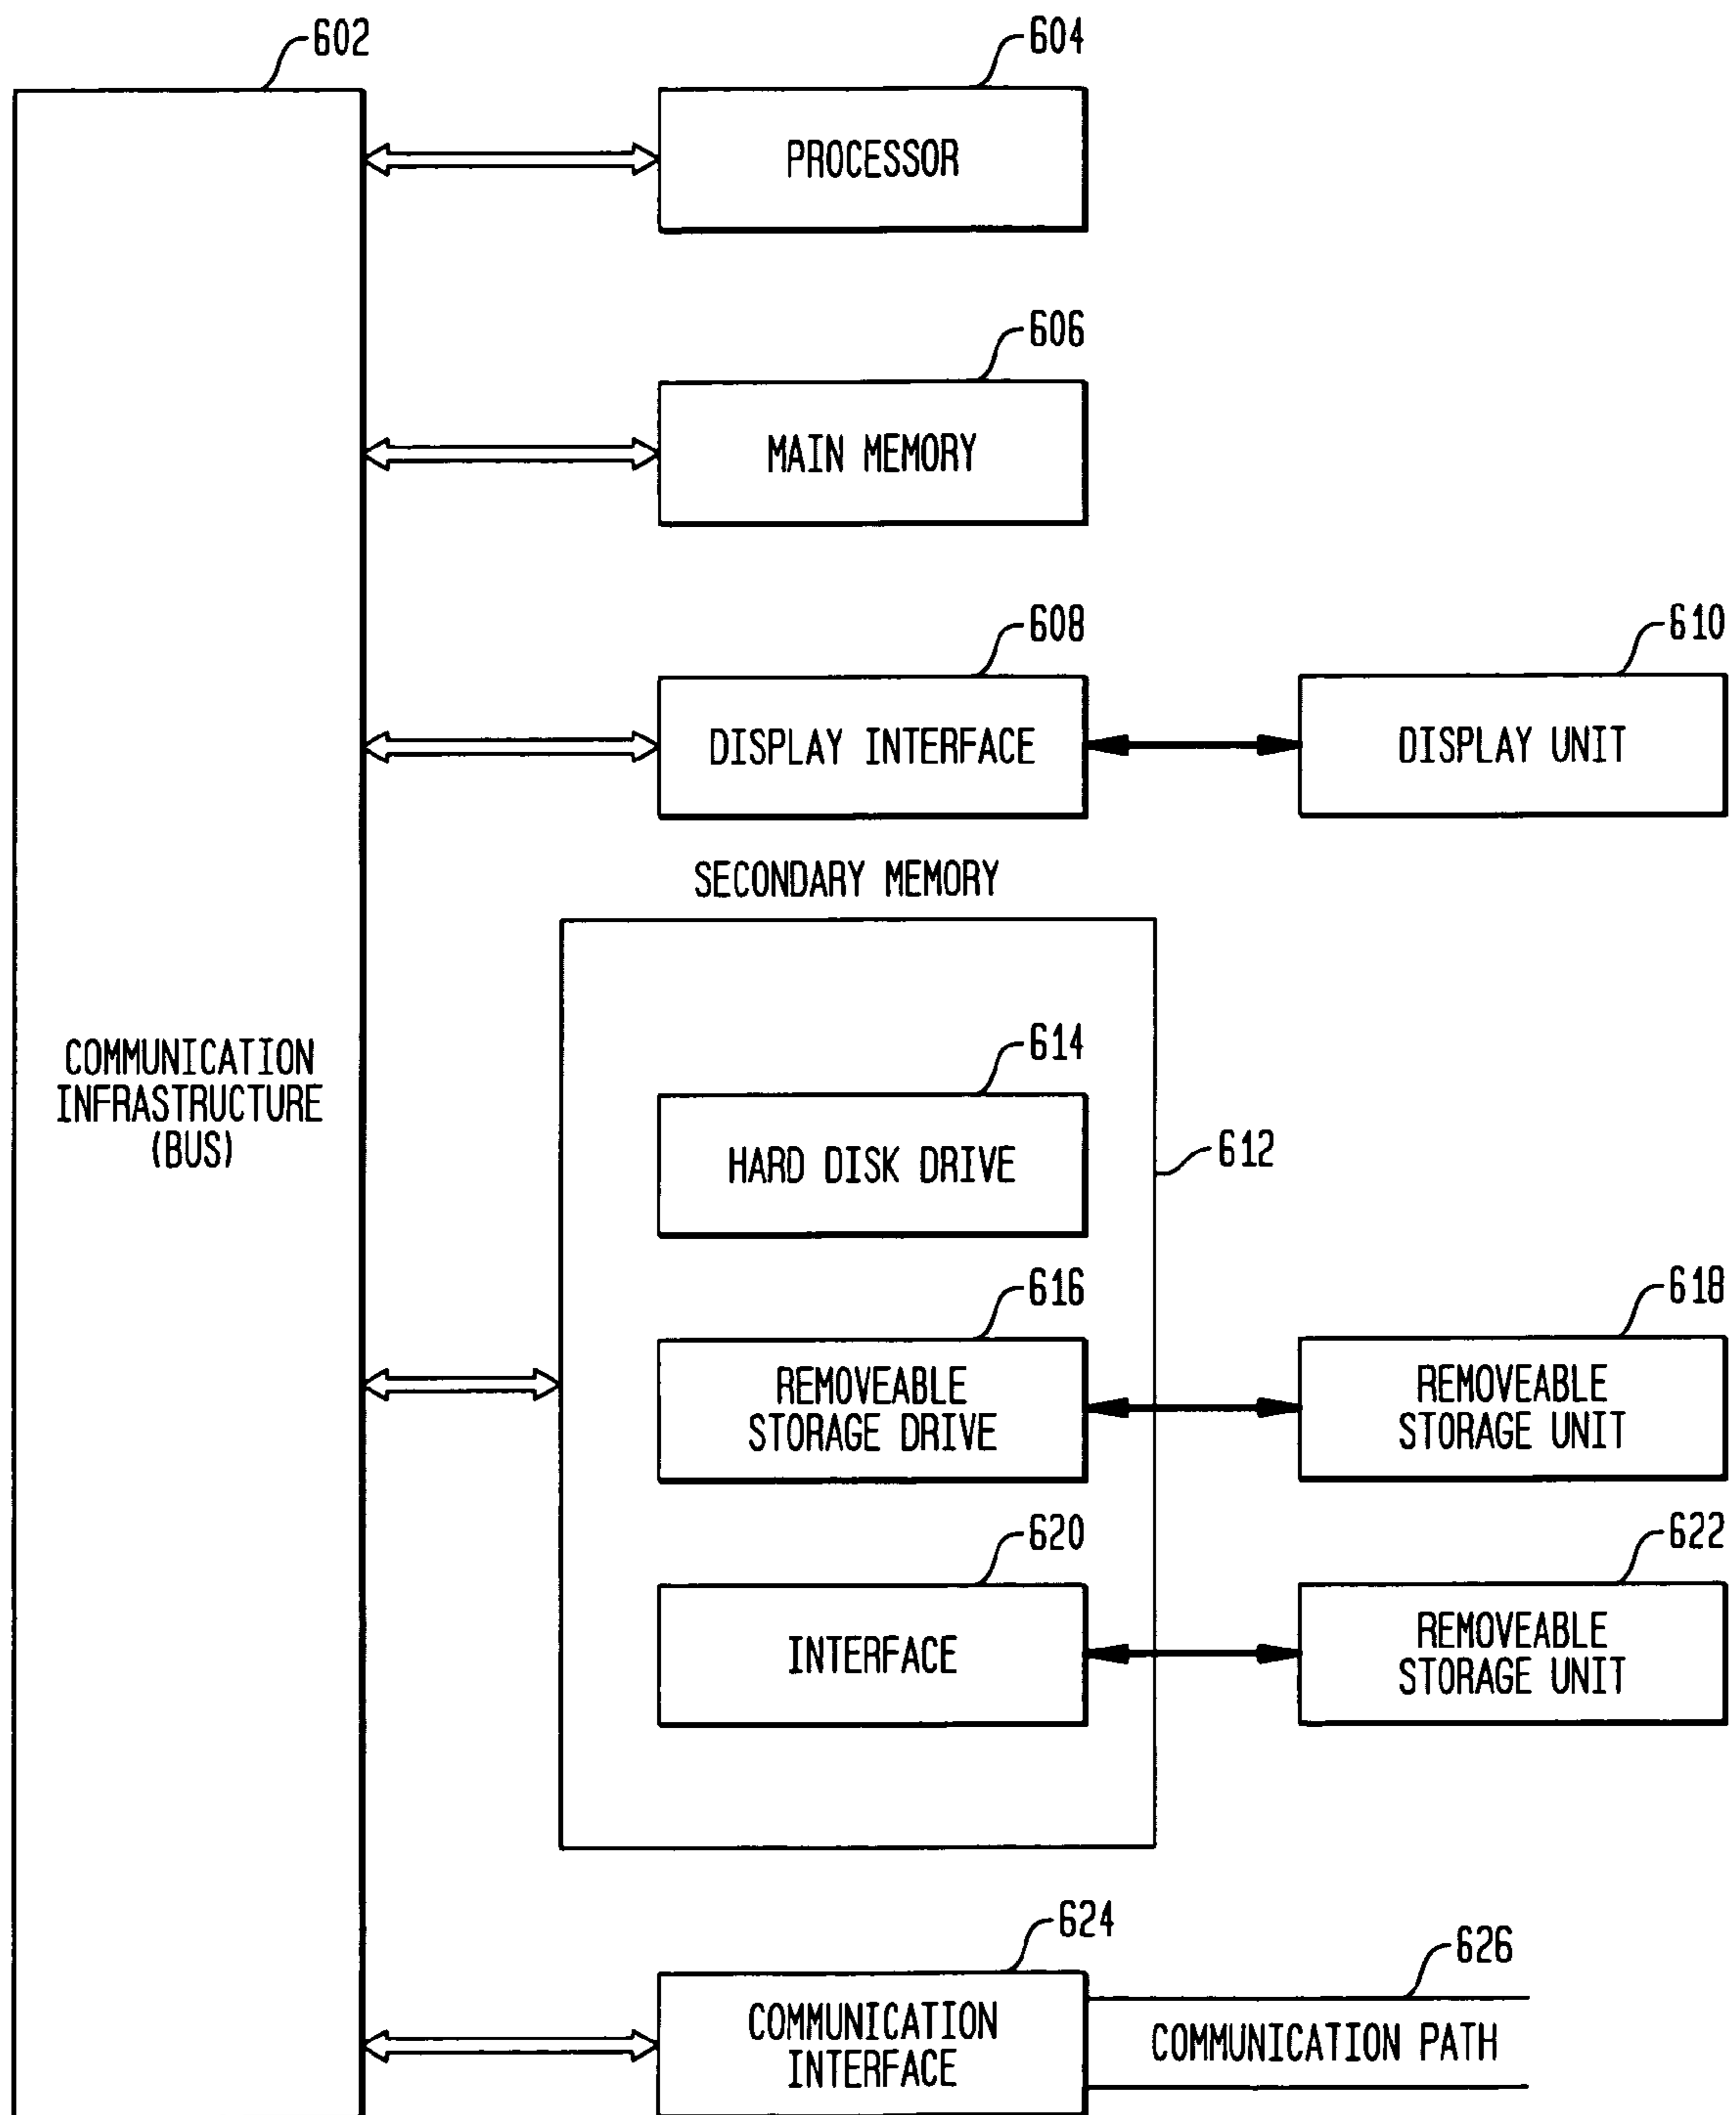 602
604
PROCESSOR
606
MAIN MEMORY
608
610
DISPLAY INTERFACE
DISPLAY UNIT
SECONDARY MEMORY
COMMUNICATION
INFRASTRUCTURE
(BUS)
614
HARD DISK DRIVE
612
616
618
REMOVEABLE
STORAGE DRIVE
REMOVEABLE
STORAGE UNIT
620
622
INTERFACE
REMOVEABLE
STORAGE UNIT
624
626
COMMUNICATION
INTERFACE
COMMUNICATION PATH